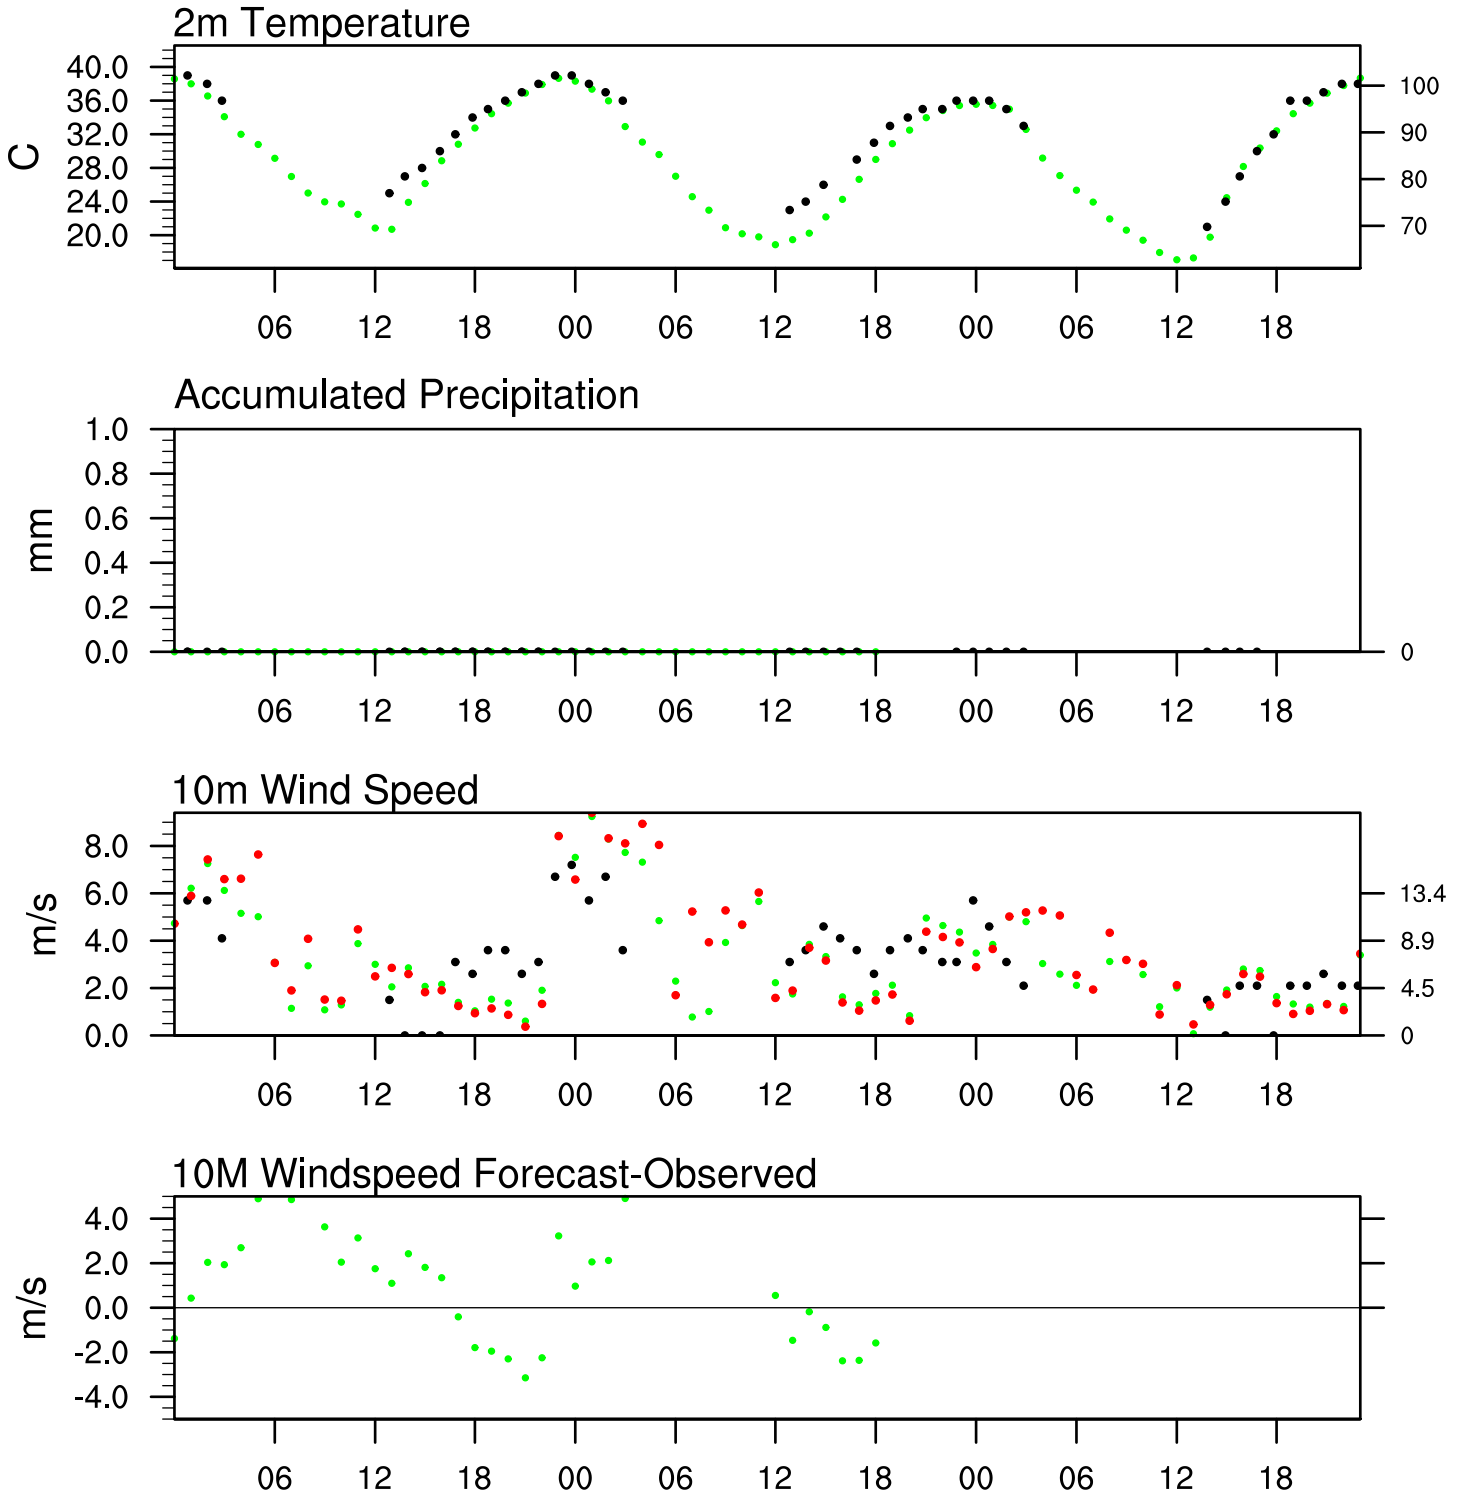 2m Temperature
40.0
36.0
32.0
28.0
24.0
20.0
C
100
90
80
70
06 12 18 00 06 12 18 00 06 12 18
Accumulated Precipitation
1.0
0.8
0.6
0.4
0.2
0.0
mm
0
06 12 18 00 06 12 18 00 06 12 18
10m Wind Speed
8.0
6.0
4.0
2.0
0.0
m/s
13.4
8.9
4.5
0
06 12 18 00 06 12 18 00 06 12 18
10M Windspeed Forecast-Observed
4.0
2.0
0.0
-2.0
-4.0
m/s
06 12 18 00 06 12 18 00 06 12 18